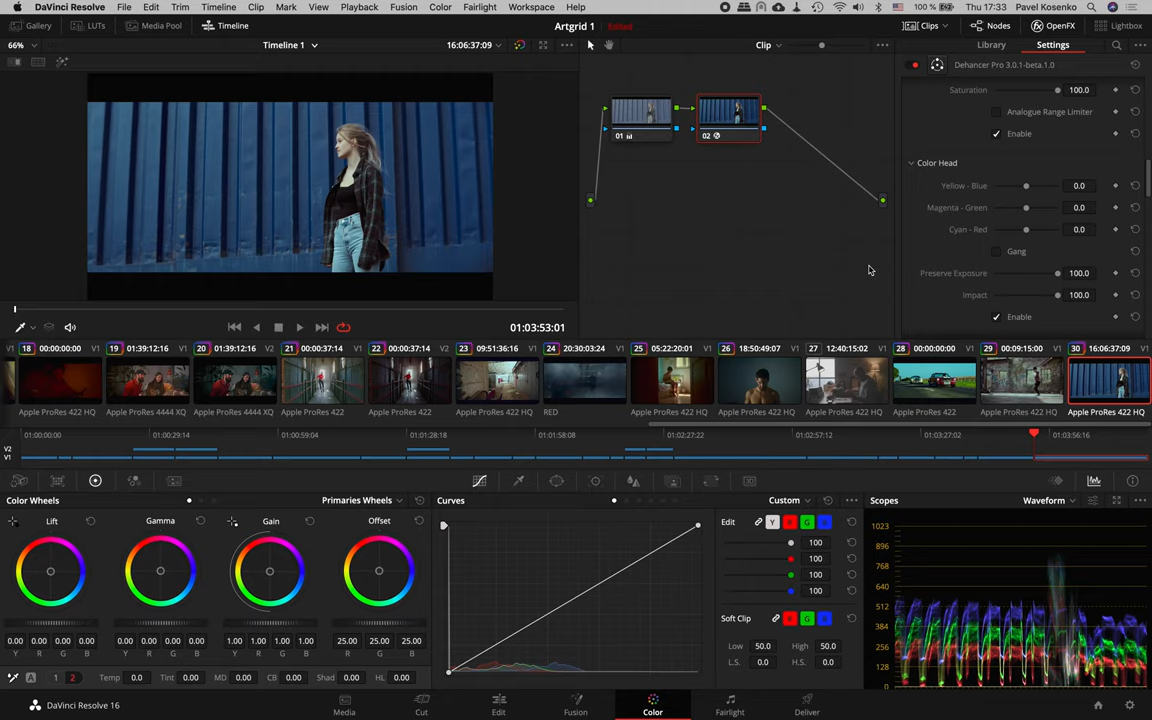 DaVinci Resolve File Edit Trim Timeline Clip Mark View Playback Fusion Color Fairlight Workspace Help 100 % Thu 17:33 Pavel Kosenko
Gallery LUTs Media Pool Timeline Artgrid 1 Edited Clips Nodes OpenFX Lightbox
66% Timeline 1 16:06:37:09 Clip Library Settings
Dehancer Pro 3.0.1-beta.1.0
Saturation 100.0
Analogue Range Limiter
Enable
Color Head
Yellow - Blue 0.0
Magenta - Green 0.0
Cyan - Red 0.0
Gang
Preserve Exposure 100.0
Impact 100.0
Enable
01 02
01:03:53:01
18 00:00:00:00 V1 19 01:39:12:16 V1 20 01:39:12:16 V2 21 00:00:37:14 V1 22 00:00:37:14 V2 23 09:51:36:16 V1 24 20:30:03:24 V1 25 05:22:20:01 V1 26 18:50:49:07 V1 27 12:40:15:02 V1 28 00:00:00:00 V1 29 00:09:15:00 V1 30 16:06:37:09 V1
Apple ProRes 422 HQ Apple ProRes 4444 XQ Apple ProRes 4444 XQ Apple ProRes 422 Apple ProRes 422 Apple ProRes 422 HQ RED Apple ProRes 422 HQ Apple ProRes 422 HQ Apple ProRes 422 HQ Apple ProRes 422 Apple ProRes 422 HQ Apple ProRes 422 HQ
01:00:00:00 01:00:29:14 01:00:59:04 01:01:28:18 01:01:58:08 01:02:27:22 01:02:57:12 01:03:27:02 01:03:56:16
V2
V1
Color Wheels Primaries Wheels Curves Custom Scopes Waveform
Lift Gamma Gain Offset
Edit Y R G B
100
100
100
100
Soft Clip R G B
Low 50.0 High 50.0
L.S. 0.0 H.S. 0.0
0.00 0.00 0.00 0.00 0.00 0.00 0.00 0.00 1.00 1.00 1.00 1.00 25.00 25.00 25.00
Y R G B Y R G B Y R G B R G B
A 1 2 Temp 0.0 Tint 0.00 MD 0.00 CB 0.00 Shad 0.00 HL 0.00
1023
896
768
640
512
384
256
128
0
DaVinci Resolve 16 Media Cut Edit Fusion Color Fairlight Deliver